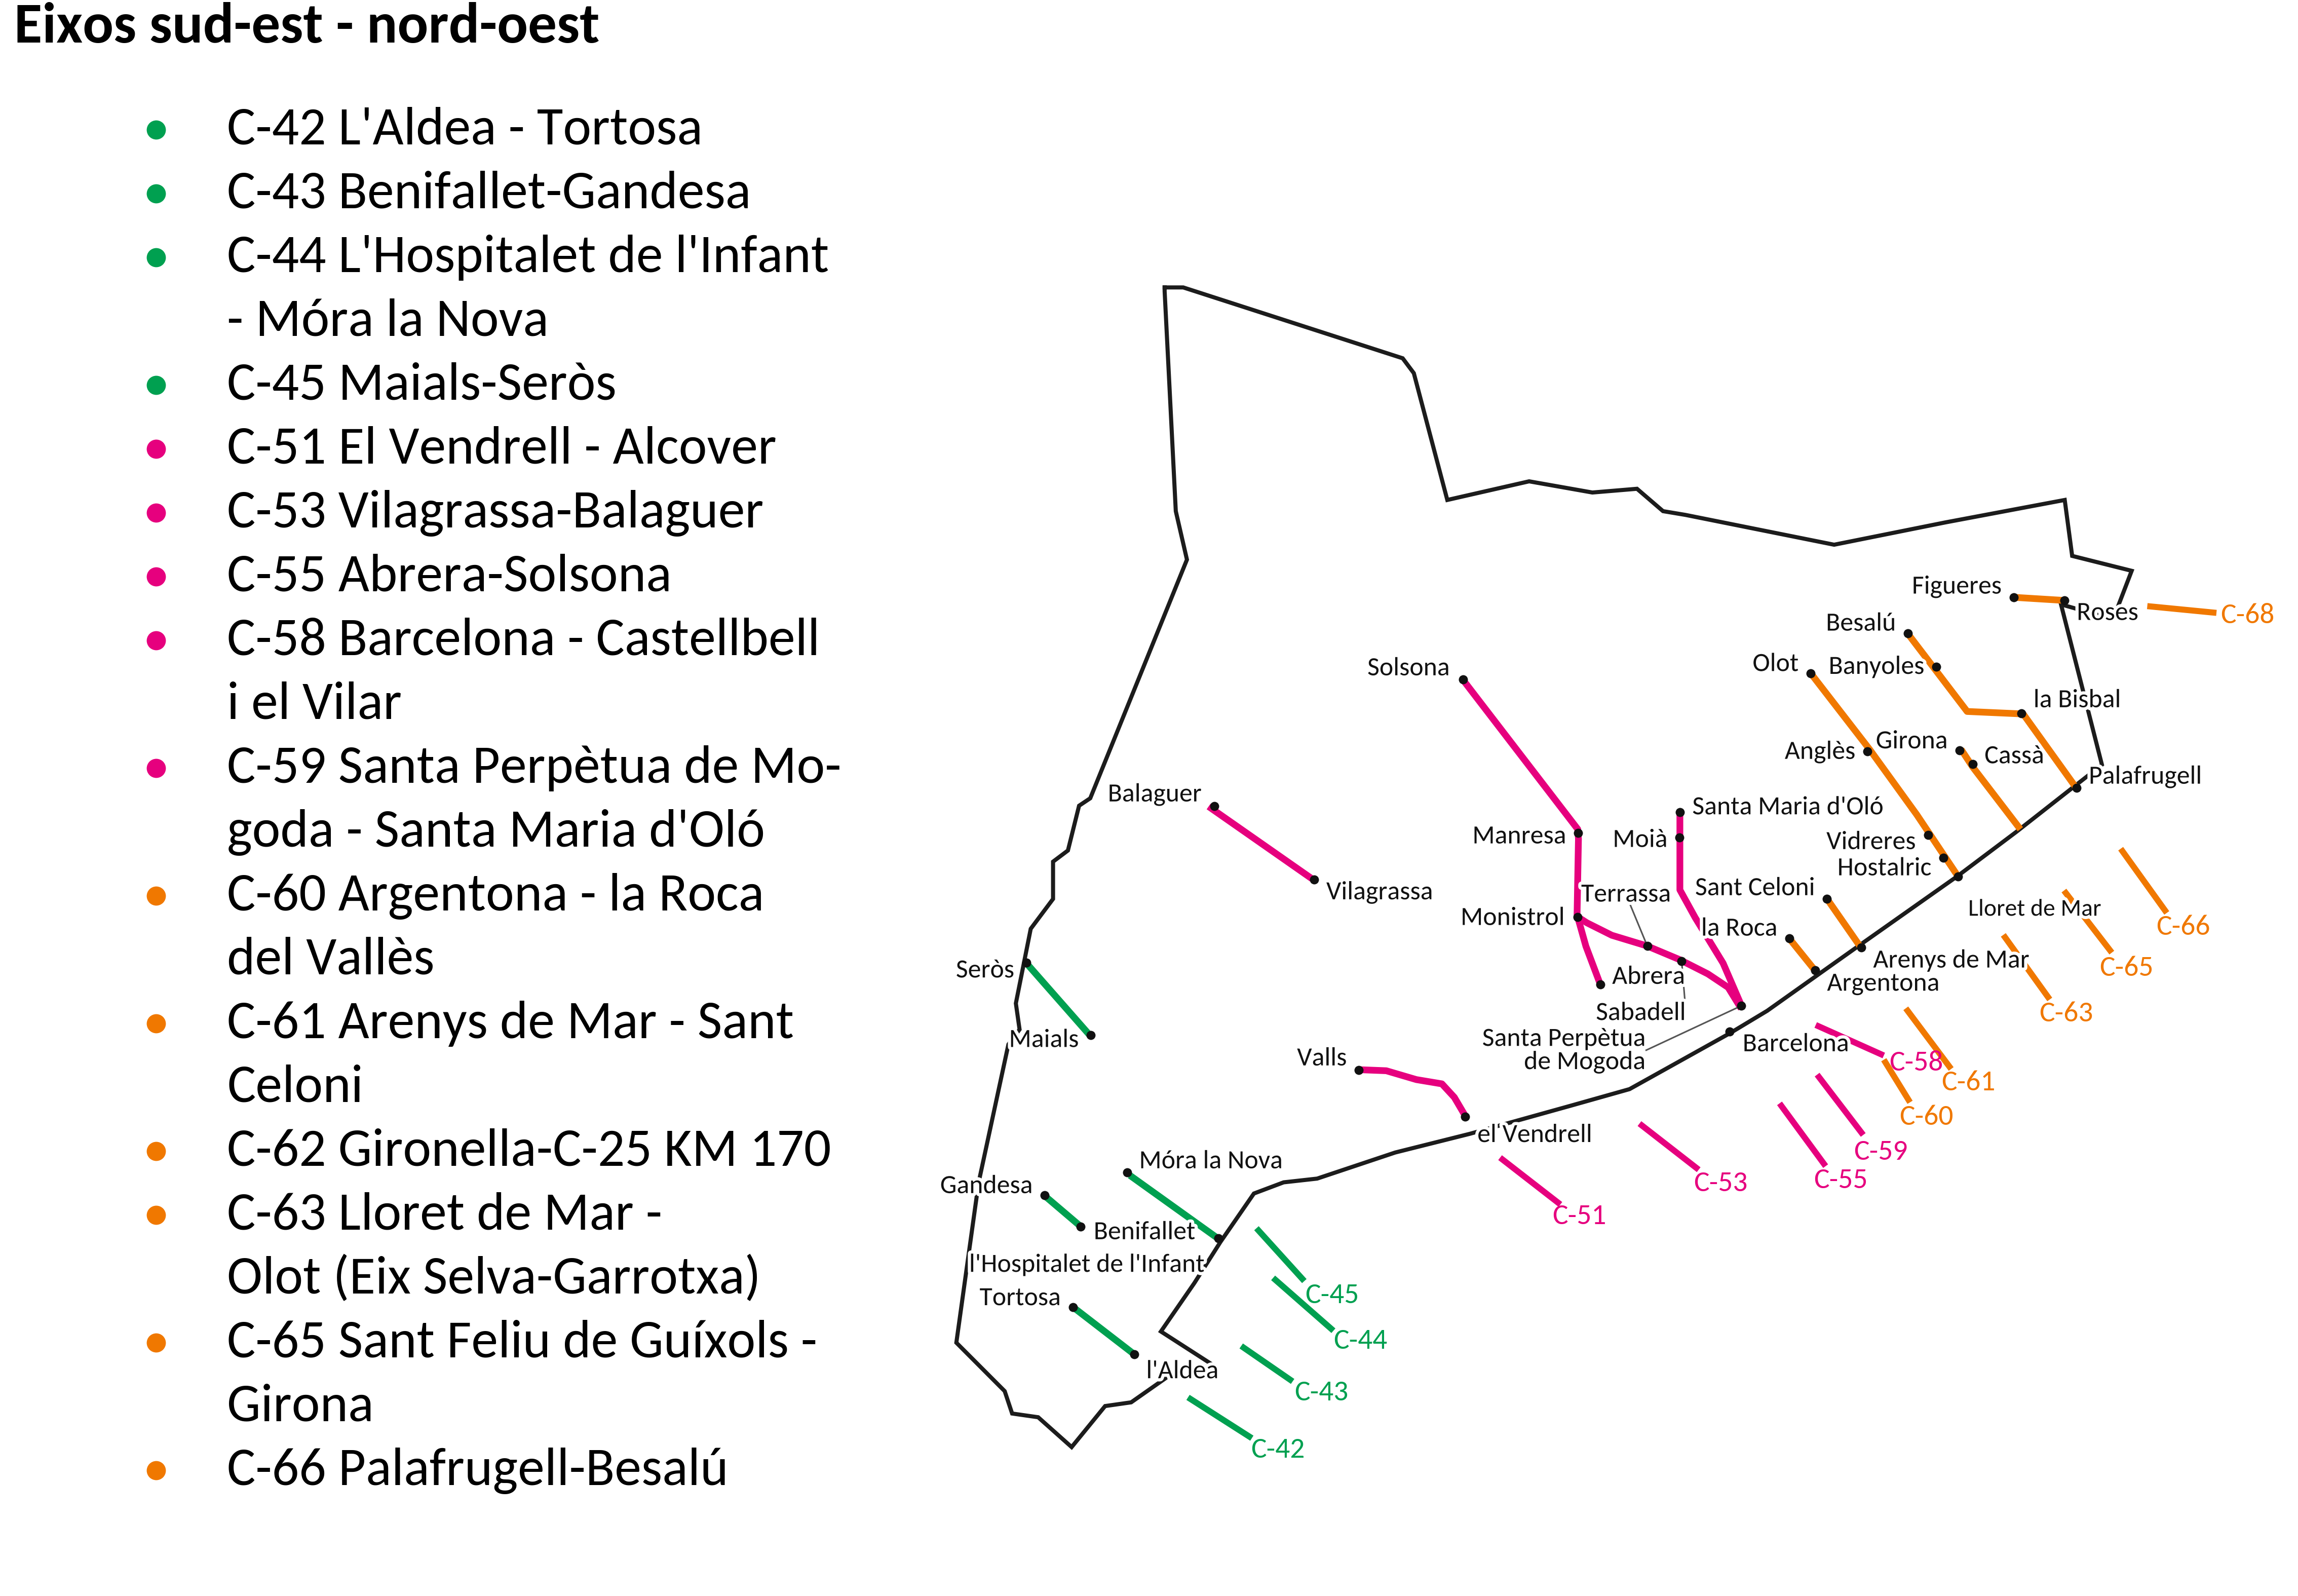 Eixos sud-est - nord-oest
C-42 L'Aldea - Tortosa
C-43 Benifallet-Gandesa
C-44 L'Hospitalet de l'Infant
- Móra la Nova
C-45 Maials-Seròs
C-51 El Vendrell - Alcover
C-53 Vilagrassa-Balaguer
C-55 Abrera-Solsona
C-58 Barcelona - Castellbell
i el Vilar
C-59 Santa Perpètua de Mo-
goda - Santa Maria d'Oló
C-60 Argentona - la Roca
del Vallès
C-61 Arenys de Mar - Sant
Celoni
C-62 Gironella-C-25 KM 170
C-63 Lloret de Mar -
Olot (Eix Selva-Garrotxa)
C-65 Sant Feliu de Guíxols -
Girona
C-66 Palafrugell-Besalú
Figueres
Roses
C-68
Besalú
Olot
Banyoles
Solsona
la Bisbal
Girona
Anglès
Cassà
Palafrugell
Balaguer
Santa Maria d'Oló
Manresa
Moià
Vidreres
Hostalric
Vilagrassa
Terrassa
Sant Celoni
Lloret de Mar
Monistrol
la Roca
C-66
Seròs
Abrera
Arenys de Mar
C-65
Argentona
Sabadell
C-63
Maials
Santa Perpètua
de Mogoda
Barcelona
Valls
C-58
C-61
C-60
el Vendrell
C-59
Móra la Nova
C-55
C-53
Gandesa
C-51
Benifallet
l'Hospitalet de l'Infant
Tortosa
C-45
C-44
l'Aldea
C-43
C-42